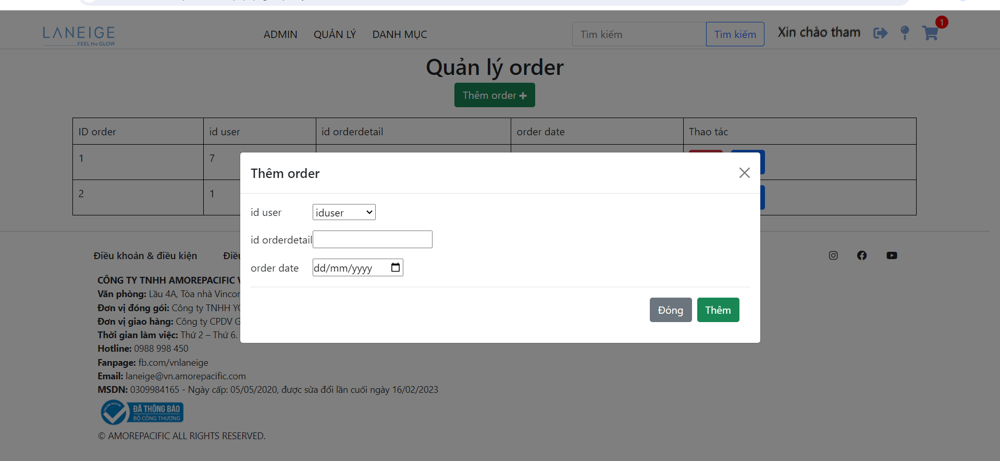 LANEIGE
FEEL the GLOW
ADMIN QUẢN LÝ DANH MỤC
Tìm kiếm
Tìm kiếm
Xin chào tham
1
Quản lý order
Thêm order
ID order id user id orderdetail order date Thao tác
1 7
2 1
Thêm order
id user iduser
id orderdetail
order date dd/mm/yyyy
Đóng Thêm
Điều khoản & điều kiện
CÔNG TY TNHH AMOREPACIFIC
Văn phòng: Lầu 4A, Tòa nhà
Đơn vị đóng gói: Công ty TNHH
Đơn vị giao hàng: Công ty CPDV
Thời gian làm việc: Thứ 2 – Thứ 6.
Hotline: 0988 998 450
Fanpage: fb.com/vnlaneige
Email: laneige@vn.amorepacific.com
MSDN: 0309984165 - Ngày cấp: 05/05/2020, được sửa đổi lần cuối ngày 16/02/2023
ĐÃ THÔNG BÁO
BỘ CÔNG THƯƠNG
© AMOREPACIFIC ALL RIGHTS RESERVED.